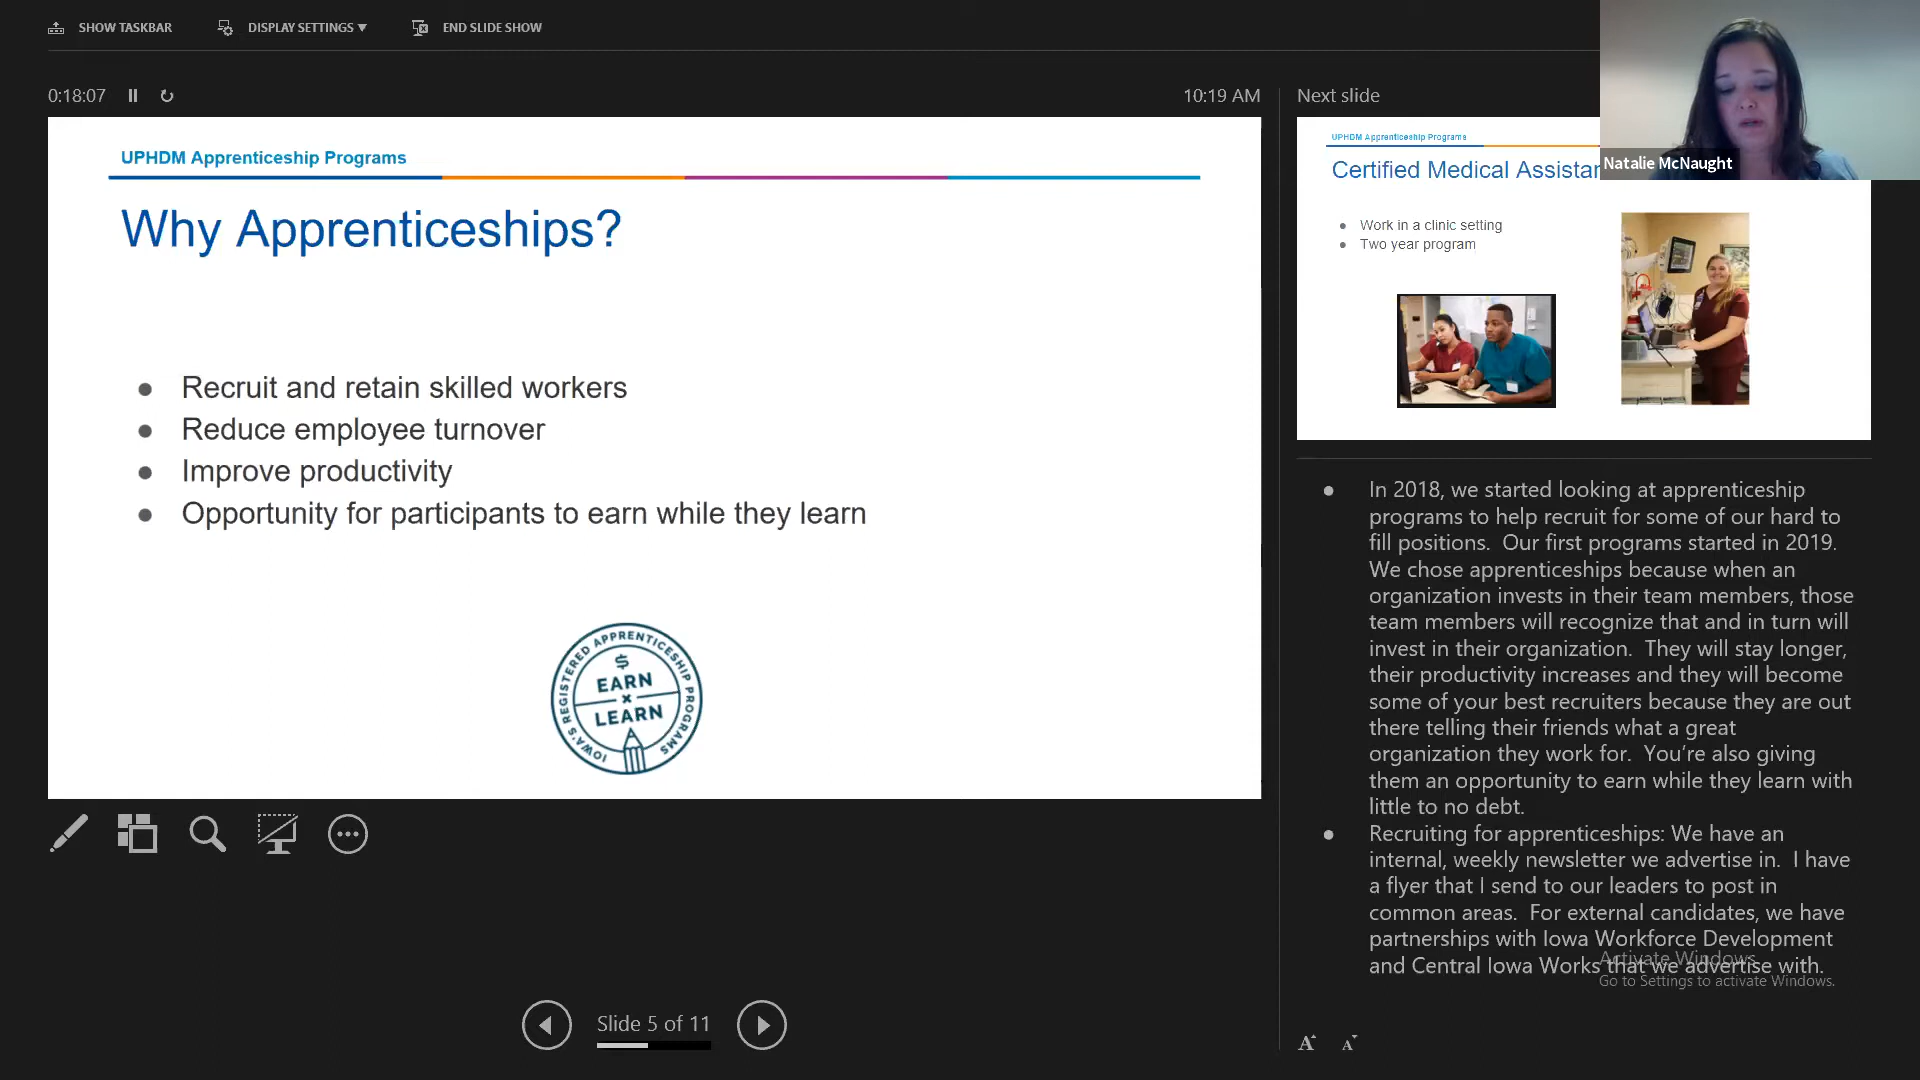 SHOW TASKBAR
DISPLAY SETTINGS
END SLIDE SHOW
0:18:07
10:19 AM
UPHDM Apprenticeship Programs
Why Apprenticeships?
Recruit and retain skilled workers
Reduce employee turnover
Improve productivity
Opportunity for participants to earn while they learn
IOWA'S REGISTERED APPRENTICESHIP PROGRAMS
$
EARN
x
LEARN
Slide 5 of 11
Next slide
UPHDM Apprenticeship Programs
Certified Medical Assistan
Work in a clinic setting
Two year program
Natalie McNaught
In 2018, we started looking at apprenticeship
programs to help recruit for some of our hard to
fill positions.  Our first programs started in 2019.
We chose apprenticeships because when an
organization invests in their team members, those
team members will recognize that and in turn will
invest in their organization.  They will stay longer,
their productivity increases and they will become
some of your best recruiters because they are out
there telling their friends what a great
organization they work for.  You’re also giving
them an opportunity to earn while they learn with
little to no debt.
Recruiting for apprenticeships: We have an
internal, weekly newsletter we advertise in.  I have
a flyer that I send to our leaders to post in
common areas.  For external candidates, we have
partnerships with Iowa Workforce Development
and Central Iowa Works that we advertise with.
Activate Windows
Go to Settings to activate Windows.
A A